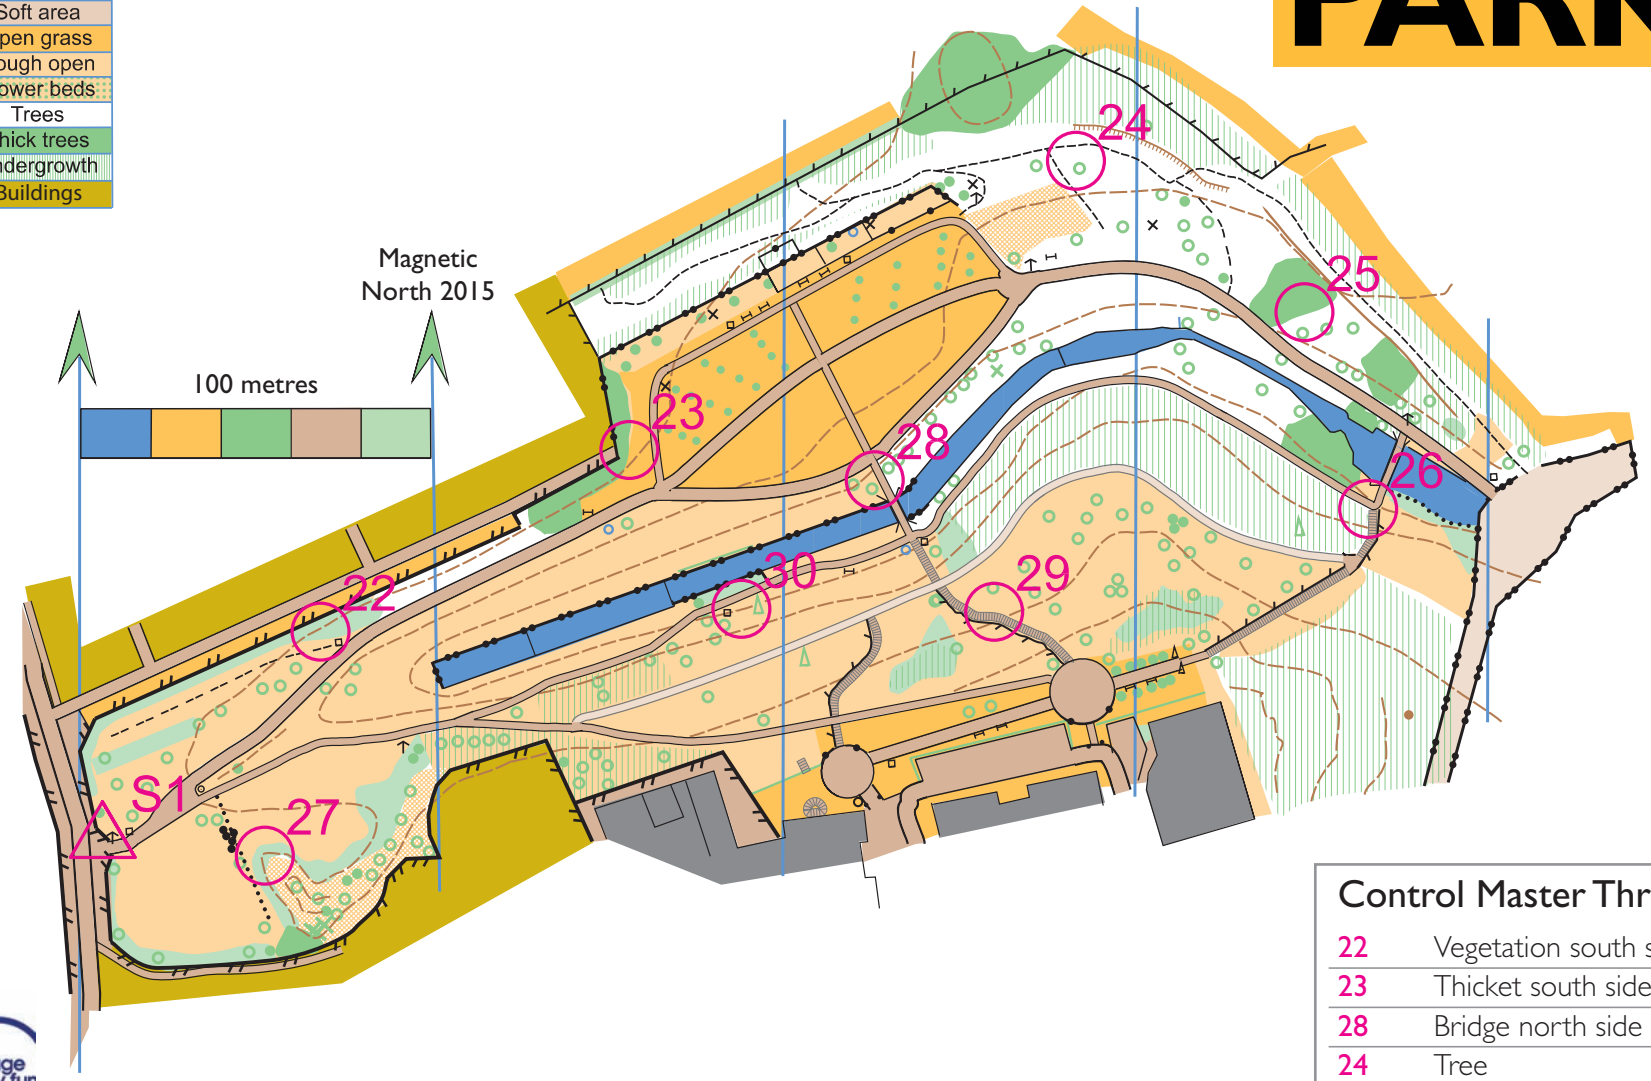 PARK
Soft area
pen grass
ough open
ower beds
Trees
hick trees
ndergrowth
Buildings
Magnetic
North 2015
100 metres
24
25
23
28
26
22
30
29
S1
27
Control Master Thr
22 Vegetation south s
23 Thicket south side
28 Bridge north side
24 Tree
ge